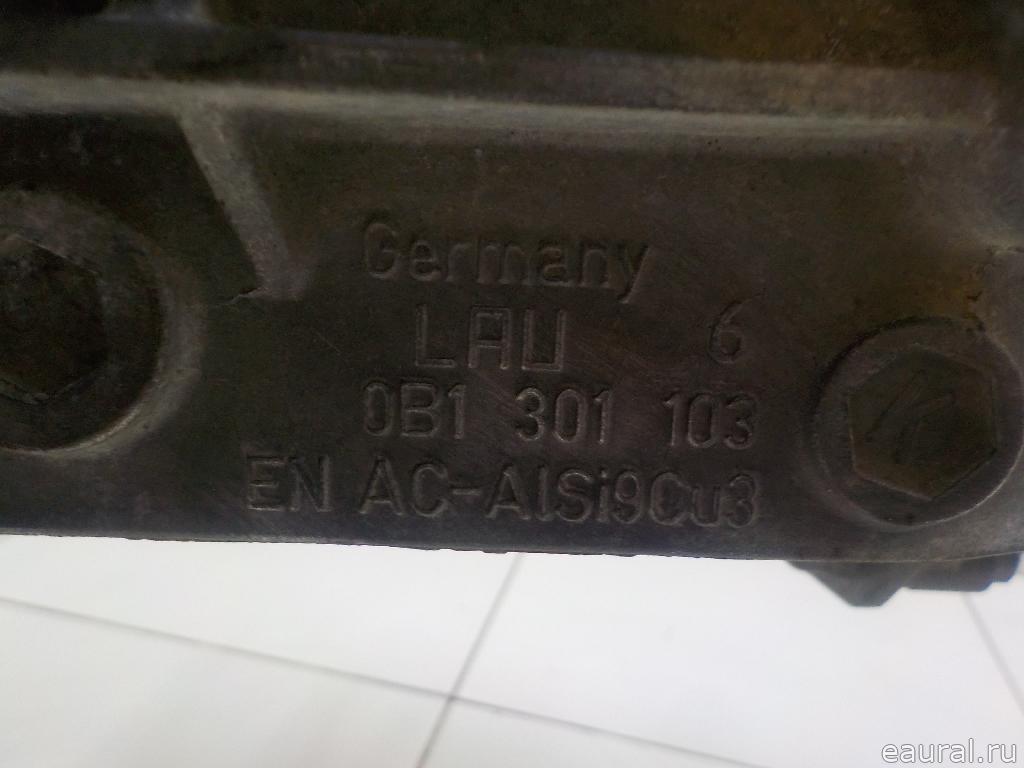 Germany
LAU 6
0B1 301 103
EN AC-AlSi9Cu3
eaural.ru